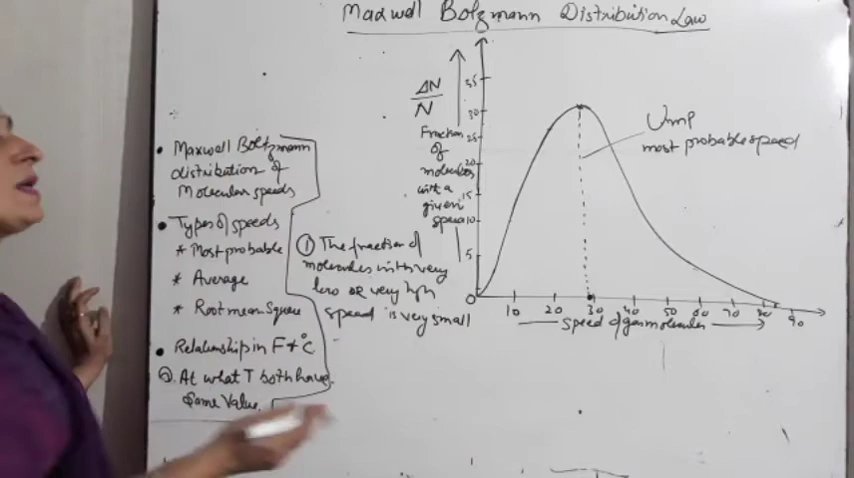 Maxwell Boltzmann Distribution Law
• Maxwell Boltzmann
distribution of
Molecular speeds
• Types of speeds
* Most probable
* Average
* Root mean Square
• Relationship in F & °C
At what T both have
Same Value.
① The fraction of
molecules with very
low or very high
speed is very small
ΔN
N
Fraction
of
molecules
with a
given
speed
35
30
25
20
15
10
5
0
10 20 30 40 50 60 70 80 90
speed of gas molecules
Ump
most probable speed